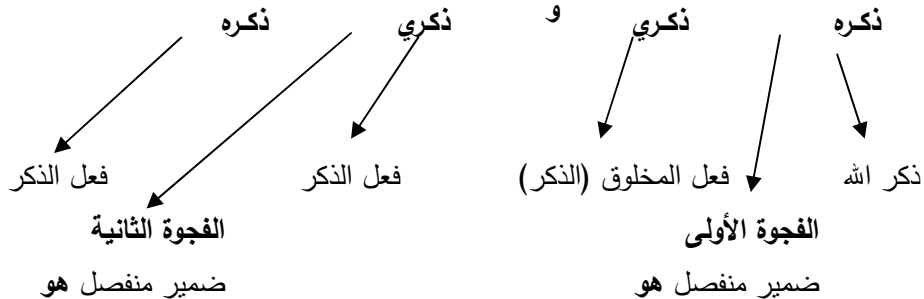 ذكره ذكري و ذكري ذكره
ذكر الله فعل المخلوق (الذكر) فعل الذكر فعل الذكر
الفجوة الأولى الفجوة الثانية
ضمير منفصل هو ضمير منفصل هو